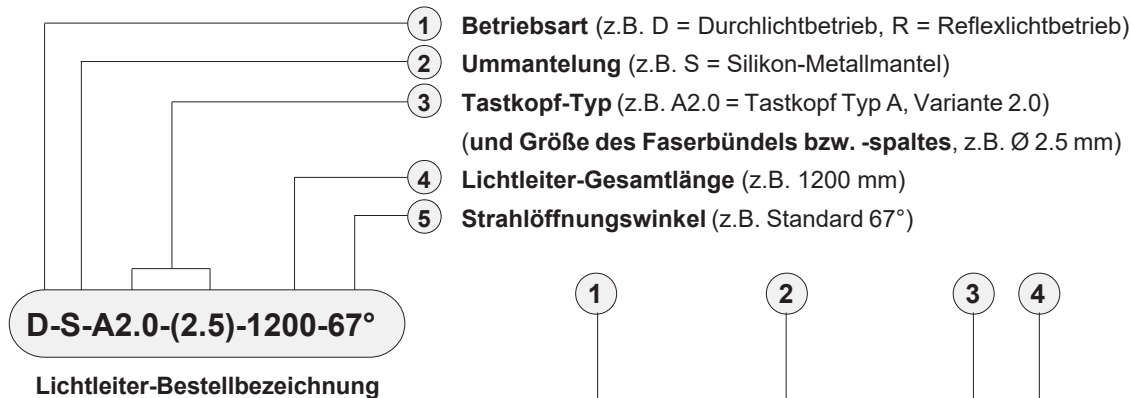 1 Betriebsart (z.B. D = Durchlichtbetrieb, R = Reflexlichtbetrieb)
2 Ummantelung (z.B. S = Silikon-Metallmantel)
3 Tastkopf-Typ (z.B. A2.0 = Tastkopf Typ A, Variante 2.0)
(und Größe des Faserbündels bzw. -spaltes, z.B. Ø 2.5 mm)
4 Lichtleiter-Gesamtlänge (z.B. 1200 mm)
5 Strahlöffnungswinkel (z.B. Standard 67°)
1 2 3 4
D-S-A2.0-(2.5)-1200-67°
Lichtleiter-Bestellbezeichnung